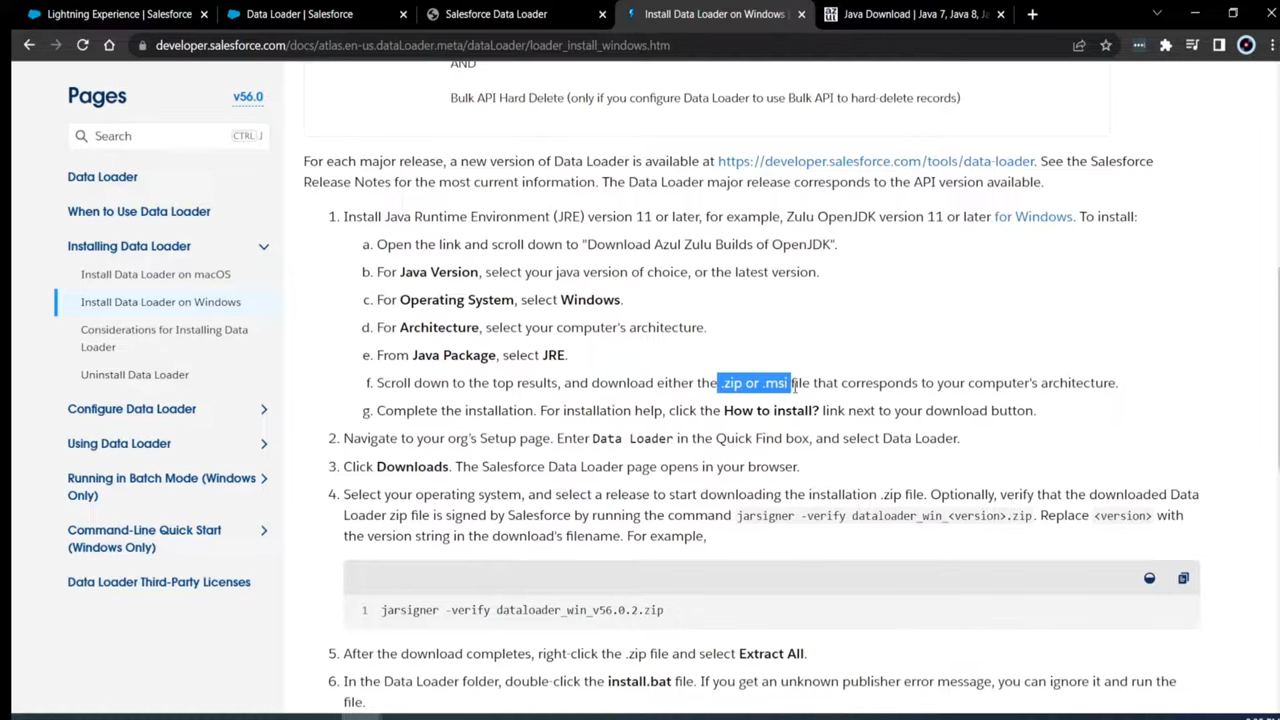 Lightning Experience | Salesforce
Data Loader | Salesforce
Salesforce Data Loader
Install Data Loader on Windows
Java Download | Java 7, Java 8, J
developer.salesforce.com/docs/atlas.en-us.dataLoader.meta/dataLoader/loader_install_windows.htm
Pages
v56.0
Search
CTRL J
Data Loader
When to Use Data Loader
Installing Data Loader
Install Data Loader on macOS
Install Data Loader on Windows
Considerations for Installing Data
Loader
Uninstall Data Loader
Configure Data Loader
Using Data Loader
Running in Batch Mode (Windows
Only)
Command-Line Quick Start
(Windows Only)
Data Loader Third-Party Licenses
AND
Bulk API Hard Delete (only if you configure Data Loader to use Bulk API to hard-delete records)
For each major release, a new version of Data Loader is available at https://developer.salesforce.com/tools/data-loader. See the Salesforce
Release Notes for the most current information. The Data Loader major release corresponds to the API version available.
1. Install Java Runtime Environment (JRE) version 11 or later, for example, Zulu OpenJDK version 11 or later for Windows. To install:
a. Open the link and scroll down to "Download Azul Zulu Builds of OpenJDK".
b. For Java Version, select your java version of choice, or the latest version.
c. For Operating System, select Windows.
d. For Architecture, select your computer's architecture.
e. From Java Package, select JRE.
f. Scroll down to the top results, and download either the .zip or .msi file that corresponds to your computer's architecture.
g. Complete the installation. For installation help, click the How to install? link next to your download button.
2. Navigate to your org's Setup page. Enter Data Loader in the Quick Find box, and select Data Loader.
3. Click Downloads. The Salesforce Data Loader page opens in your browser.
4. Select your operating system, and select a release to start downloading the installation .zip file. Optionally, verify that the downloaded Data
Loader zip file is signed by Salesforce by running the command jarsigner -verify dataloader_win_<version>.zip. Replace <version> with
the version string in the download's filename. For example,
1 jarsigner -verify dataloader_win_v56.0.2.zip
5. After the download completes, right-click the .zip file and select Extract All.
6. In the Data Loader folder, double-click the install.bat file. If you get an unknown publisher error message, you can ignore it and run the
file.